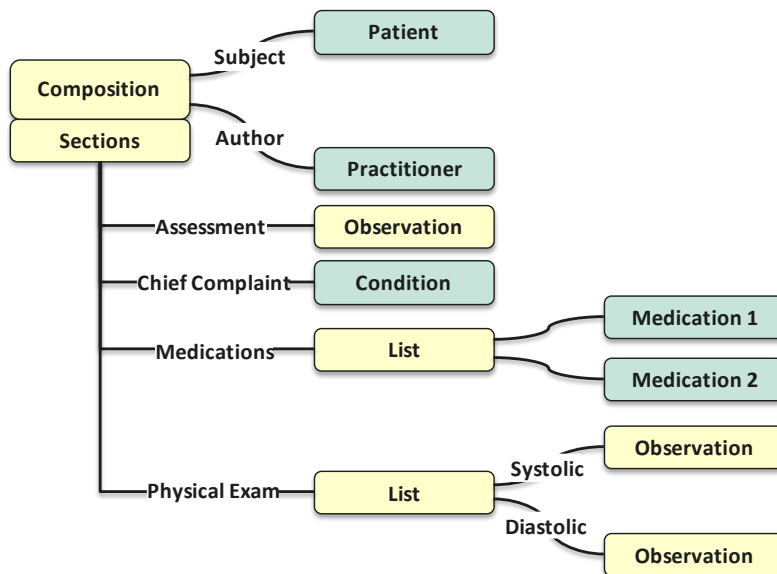 Patient
Subject
Composition
Author
Sections
Practitioner
Assessment
Observation
Chief Complaint
Condition
Medications
List
Medication 1
Medication 2
Physical Exam
List
Systolic
Observation
Diastolic
Observation